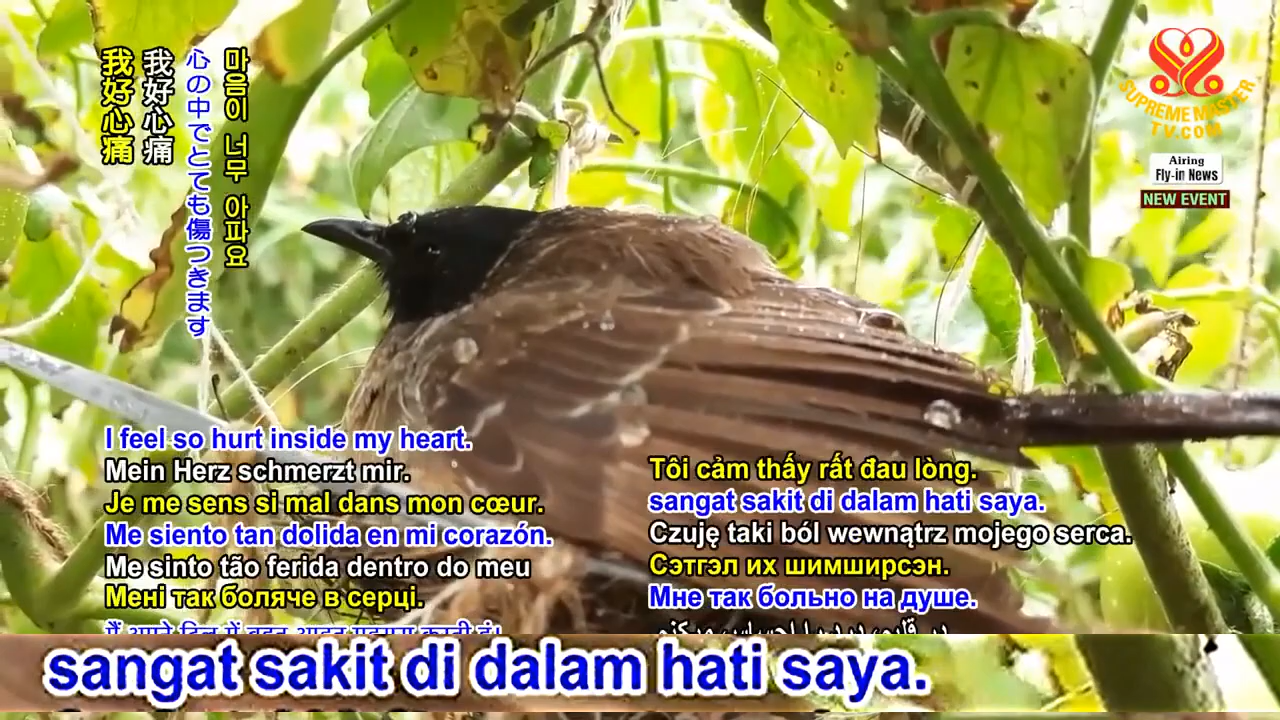 我好心痛
我好心痛
心の中でとても傷つきます
마음이 너무 아파요
SUPREME MASTER
TV.COM
Airing
Fly-in News
NEW EVENT
I feel so hurt inside my heart.
Mein Herz schmerzt mir.
Je me sens si mal dans mon cœur.
Me siento tan dolida en mi corazón.
Me sinto tão ferida dentro do meu
Мені так боляче в серці.
Tôi cảm thấy rất đau lòng.
sangat sakit di dalam hati saya.
Czuję taki ból wewnątrz mojego serca.
Сэтгэл их шимширсэн.
Мне так больно на душе.
sangat sakit di dalam hati saya.